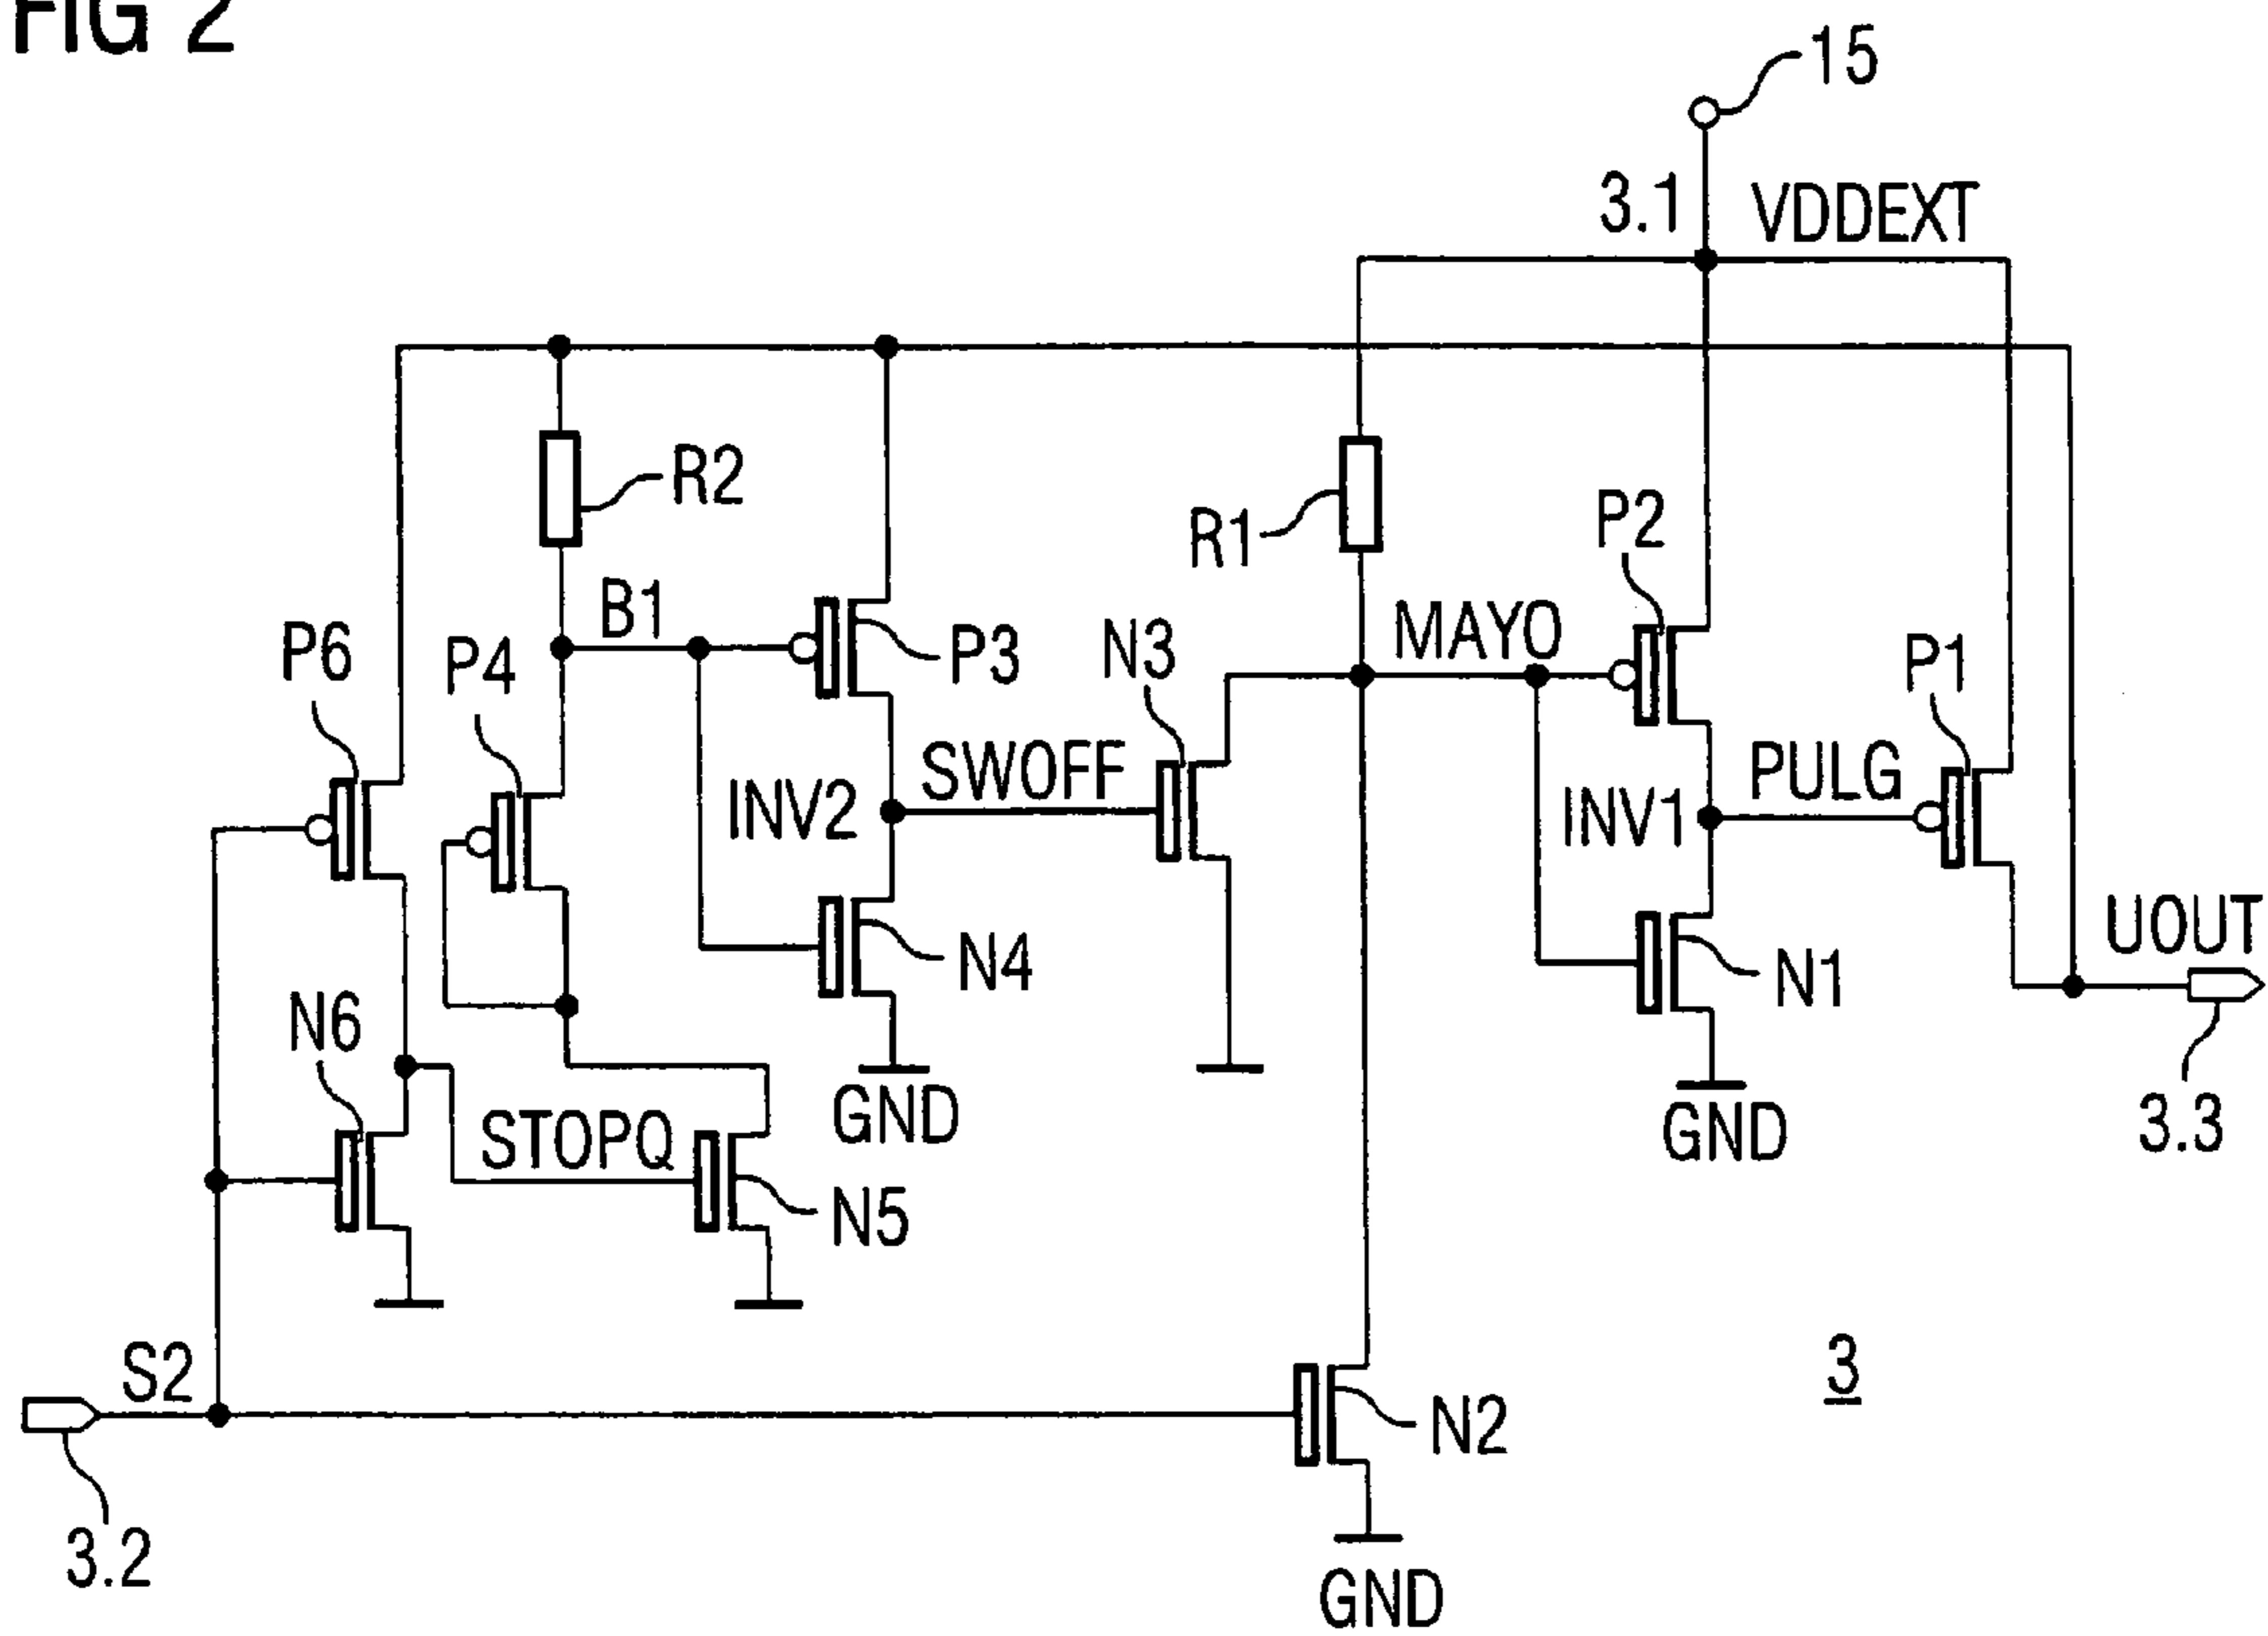 FIG 2
15
3.1 VDDEXT
R2
R1
P2
B1
MAYO
P6
P4
P3
N3
P1
SWOFF
PULG
INV2
INV1
UOUT
N4
N1
N6
GND
STOPQ
GND
3.3
N5
S2
3
N2
3.2
GND